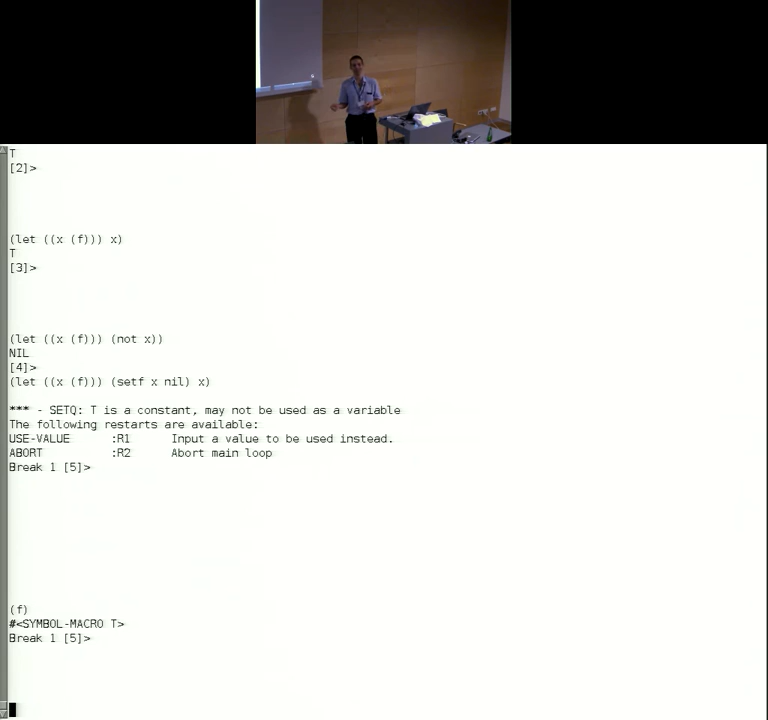 T
[2]>
(let ((x (f))) x)
T
[3]>
(let ((x (f))) (not x))
NIL
[4]>
(let ((x (f))) (setf x nil) x)
*** - SETQ: T is a constant, may not be used as a variable
The following restarts are available:
USE-VALUE      :R1      Input a value to be used instead.
ABORT          :R2      Abort main loop
Break 1 [5]>
(f)
#<SYMBOL-MACRO T>
Break 1 [5]>